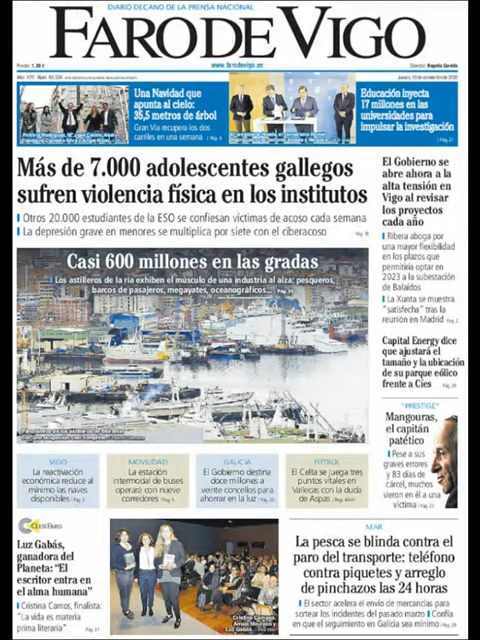 DIARIO DECANO DE LA PRENSA NACIONAL
FARO DE VIGO
www.farodevigo.es
Una Navidad que
apunta al cielo:
35,5 metros de árbol
Gran Vía recupera los dos
carriles en una semana
Educación inyecta
17 millones en las
universidades para
impulsar la investigación
Más de 7.000 adolescentes gallegos
sufren violencia física en los institutos
Otros 20.000 estudiantes de la ESO se confiesan víctimas de acoso cada semana
La depresión grave en menores se multiplica por siete con el ciberacoso
Casi 600 millones en las gradas
Los astilleros de la ría exhiben el músculo de una industria al alza: pesqueros,
barcos de pasajeros, megayates, oceanográficos...
El Gobierno se
abre ahora a la
alta tensión en
Vigo al revisar
los proyectos
cada año
Ribera aboga por
una mayor flexibilidad
en los plazos que
permitiría optar en
2023 a la subestación
de Balaídos
La Xunta se muestra
"satisfecha" tras la
reunión en Madrid
Capital Energy dice
que ajustará el
tamaño y la ubicación
de su parque eólico
frente a Cíes
"PRESTIGE"
Mangouras,
el capitán
patético
Pese a sus
graves errores
y 83 días de
cárcel, muchos
vieron en él a una
víctima
VIGO
La reactivación
económica reduce al
mínimo las naves
disponibles
MOVILIDAD
La estación
intermodal de buses
operará con nueve
corredores
GALICIA
El Gobierno destina
doce millones a
veinte concellos para
ahorrar en la luz
FÚTBOL
El Celta se juega tres
puntos vitales en
Vallecas con la duda
de Aspas
CLUB FARO
Luz Gabás,
ganadora del
Planeta: "El
escritor entra en
el alma humana"
Cristina Campos, finalista:
"La vida es materia
prima literaria"
Cristina Campos,
Luz Gabás
MAR
La pesca se blinda contra el
paro del transporte: teléfono
contra piquetes y arreglo
de pinchazos las 24 horas
El sector acelera el envío de mercancías para
sortear los incidentes del pasado marzo
Confía
en que el seguimiento en Galicia sea mínimo